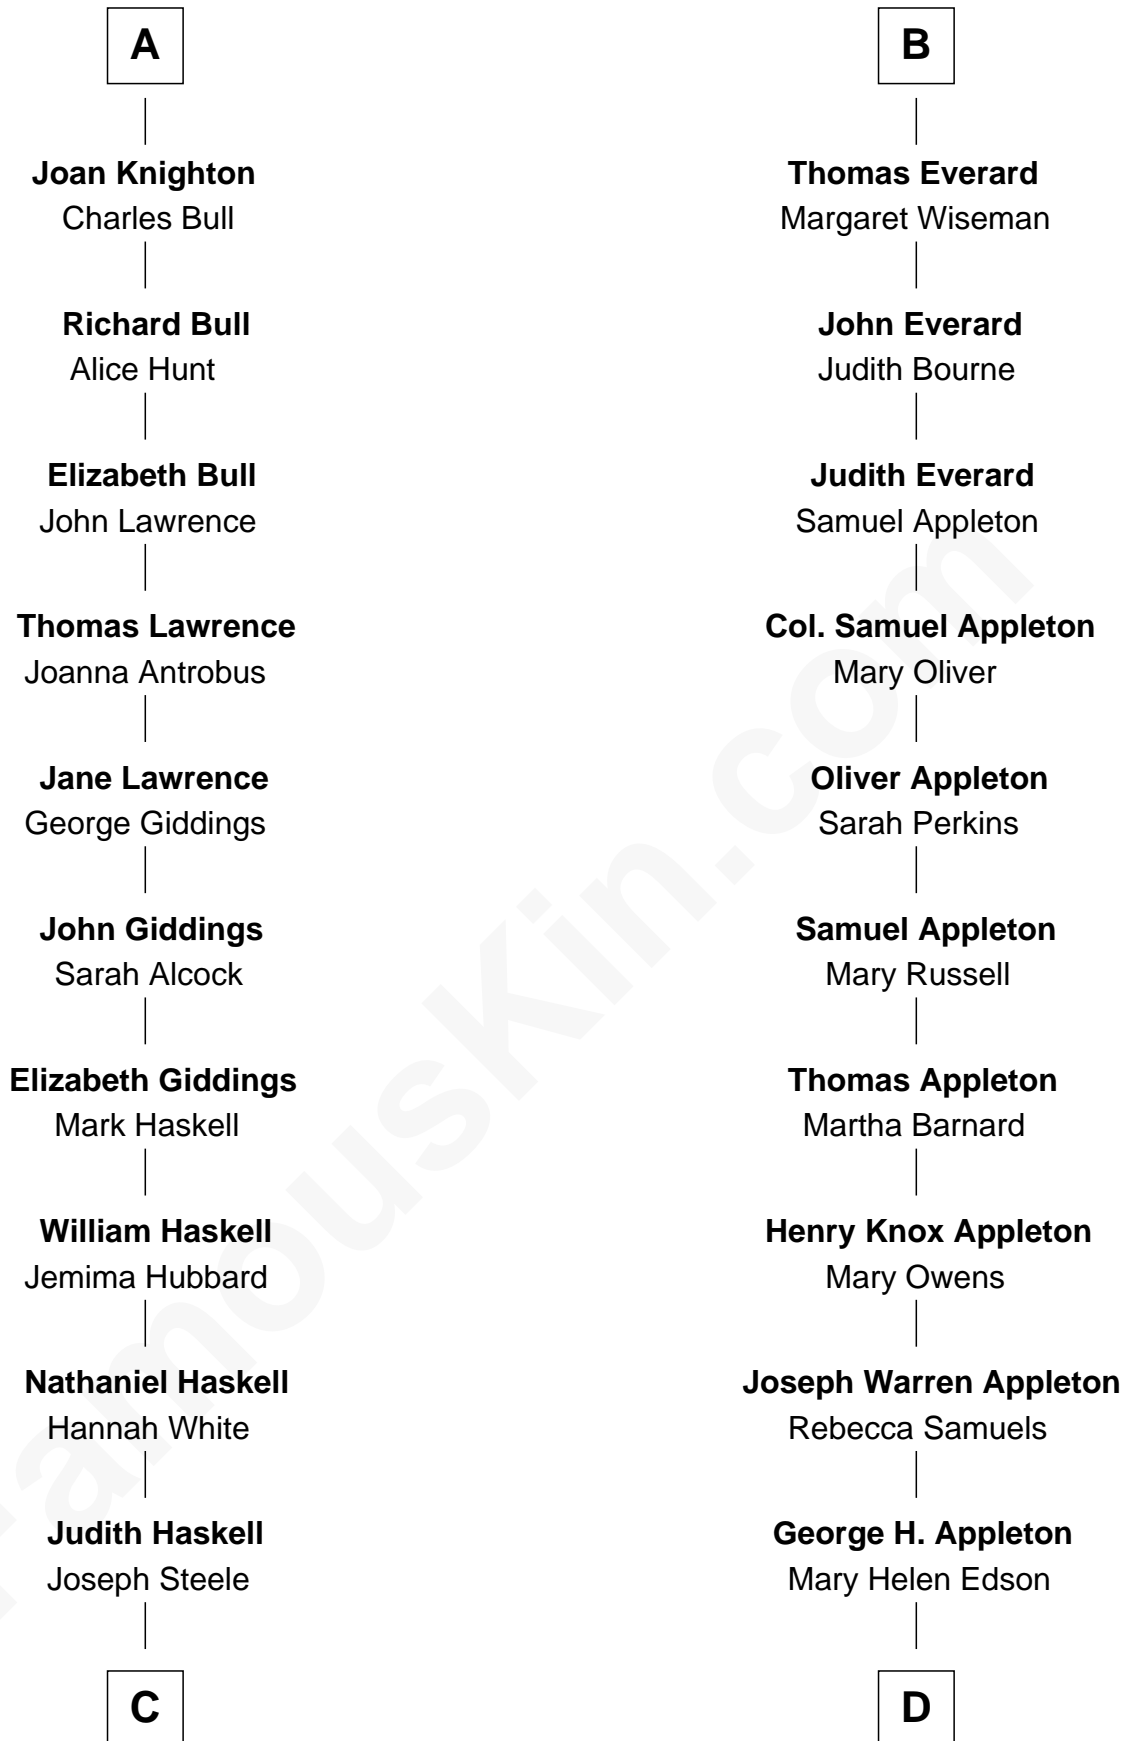 A
Joan Knighton
Charles Bull
Richard Bull
Alice Hunt
Elizabeth Bull
John Lawrence
Thomas Lawrence
Joanna Antrobus
Jane Lawrence
George Giddings
John Giddings
Sarah Alcock
Elizabeth Giddings
Mark Haskell
William Haskell
Jemima Hubbard
Nathaniel Haskell
Hannah White
Judith Haskell
Joseph Steele
C
B
Thomas Everard
Margaret Wiseman
John Everard
Judith Bourne
Judith Everard
Samuel Appleton
Col. Samuel Appleton
Mary Oliver
Oliver Appleton
Sarah Perkins
Samuel Appleton
Mary Russell
Thomas Appleton
Martha Barnard
Henry Knox Appleton
Mary Owens
Joseph Warren Appleton
Rebecca Samuels
George H. Appleton
Mary Helen Edson
D
FamousKin.com